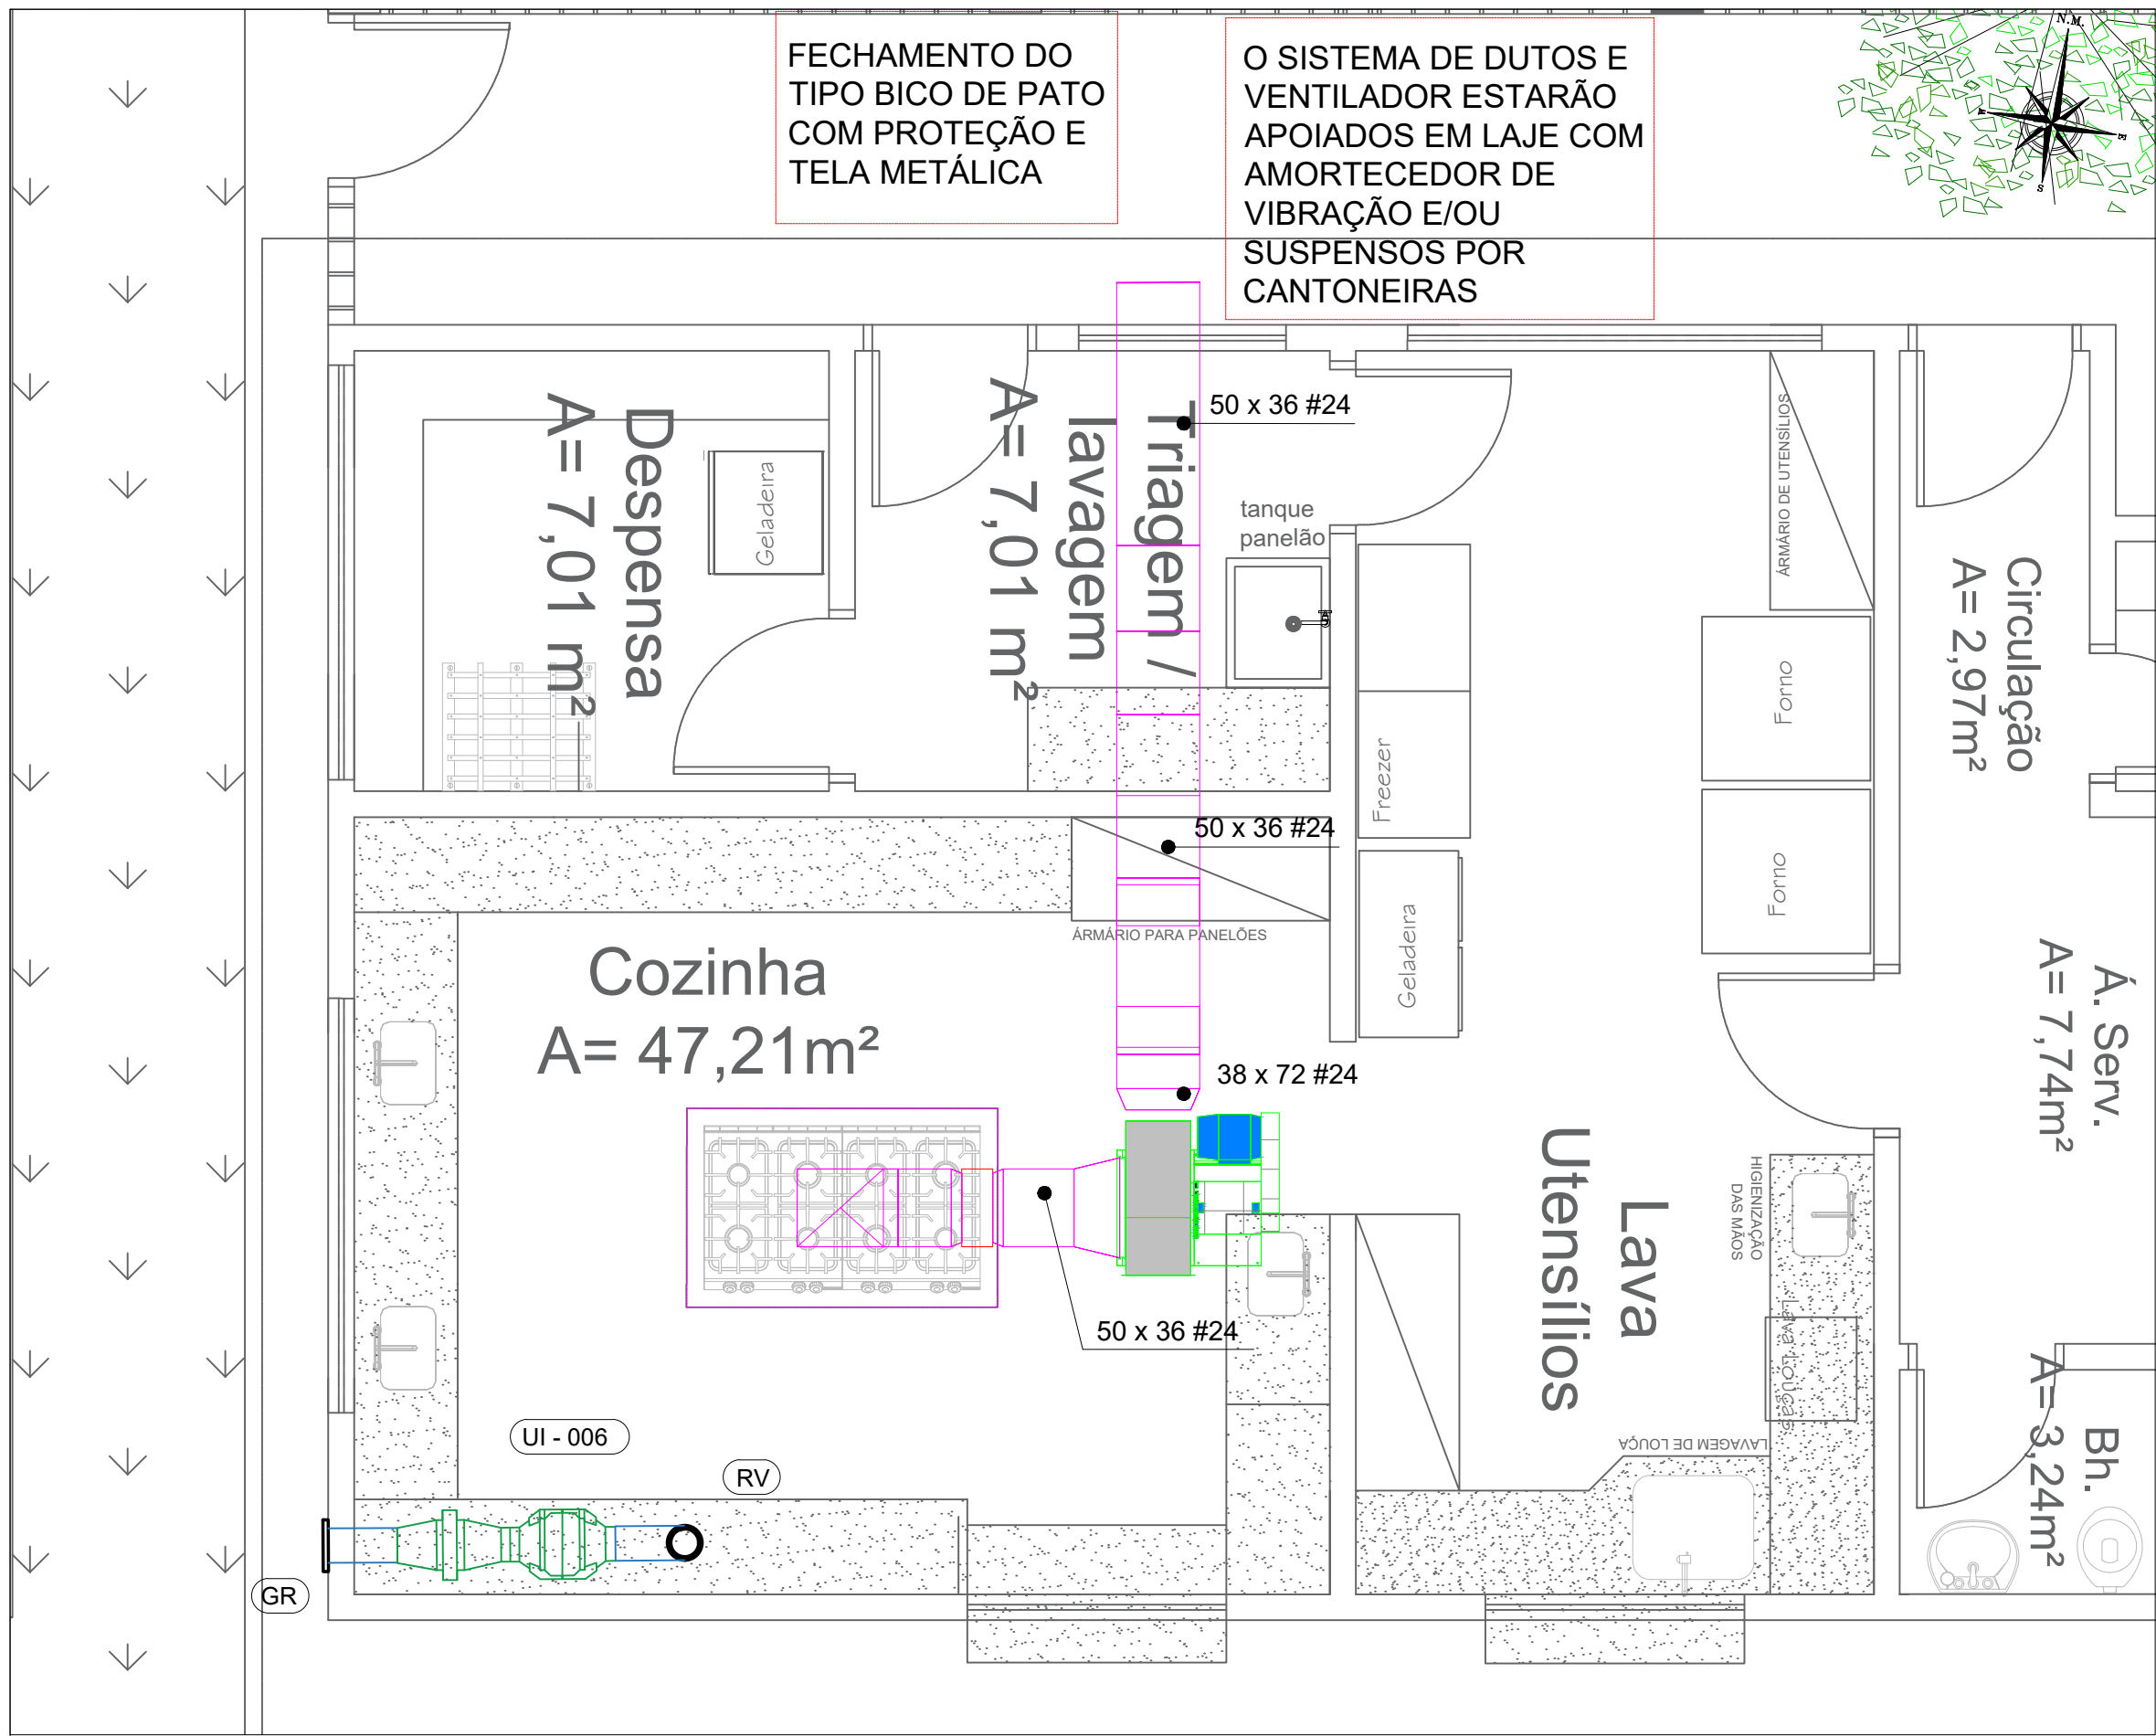 FECHAMENTO DO
TIPO BICO DE PATO
COM PROTEÇÃO E
TELA METÁLICA
O SISTEMA DE DUTOS E
VENTILADOR ESTARÃO
APOIADOS EM LAJE COM
AMORTECEDOR DE
VIBRAÇÃO E/OU
SUSPENSOS POR
CANTONEIRAS
N.M.
S
Despensa
A= 7,01 m²
Geladeira
Triagem /
lavagem
A= 7,01 m²
50 x 36 #24
tanque
panelão
ÁRMÁRIO DE UTENSÍLIOS
Circulação
A= 2,97m²
Forno
Freezer
50 x 36 #24
Forno
Geladeira
ÁRMÁRIO PARA PANELÕES
Cozinha
A= 47,21m²
Á. Serv.
A= 7,74m²
38 x 72 #24
Lava
Utensílios
HIGIENIZAÇÃO
DAS MÃOS
50 x 36 #24
Lava Louças
Bh.
A= 3,24m²
UI - 006
LAVAGEM DE LOUÇA
RV
GR